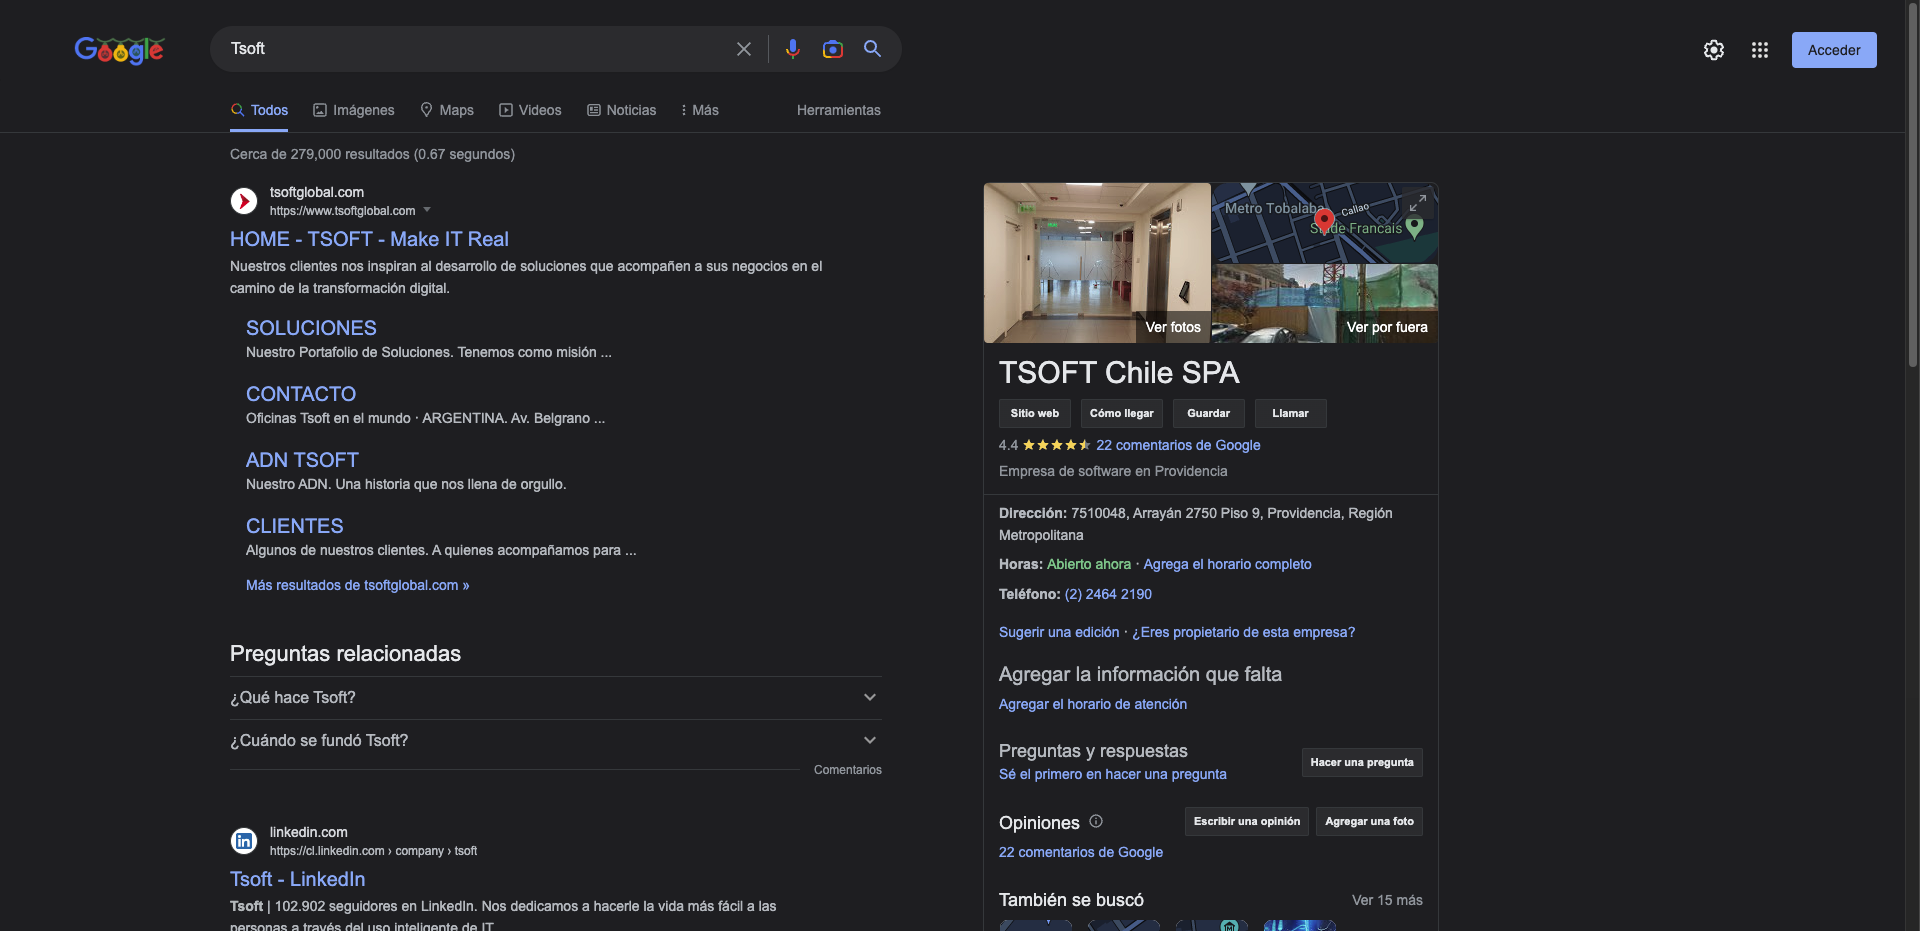 Google
Tsoft
Acceder
Todos
Imágenes
Maps
Videos
Noticias
Más
Herramientas
Cerca de 279,000 resultados (0.67 segundos)
tsoftglobal.com
https://www.tsoftglobal.com
HOME - TSOFT - Make IT Real
Nuestros clientes nos inspiran al desarrollo de soluciones que acompañen a sus negocios en el
camino de la transformación digital.
SOLUCIONES
Nuestro Portafolio de Soluciones. Tenemos como misión ...
CONTACTO
Oficinas Tsoft en el mundo · ARGENTINA. Av. Belgrano ...
ADN TSOFT
Nuestro ADN. Una historia que nos llena de orgullo.
CLIENTES
Algunos de nuestros clientes. A quienes acompañamos para ...
Más resultados de tsoftglobal.com »
Preguntas relacionadas
¿Qué hace Tsoft?
¿Cuándo se fundó Tsoft?
Comentarios
linkedin.com
https://cl.linkedin.com › company › tsoft
Tsoft - LinkedIn
Tsoft | 102.902 seguidores en LinkedIn. Nos dedicamos a hacerle la vida más fácil a las
personas a través del uso inteligente de IT.
Metro Tobalaba
Callao
Francais
Ver fotos
Ver por fuera
TSOFT Chile SPA
Sitio web
Cómo llegar
Guardar
Llamar
4.4 22 comentarios de Google
Empresa de software en Providencia
Dirección: 7510048, Arrayán 2750 Piso 9, Providencia, Región
Metropolitana
Horas: Abierto ahora · Agrega el horario completo
Teléfono: (2) 2464 2190
Sugerir una edición · ¿Eres propietario de esta empresa?
Agregar la información que falta
Agregar el horario de atención
Preguntas y respuestas
Sé el primero en hacer una pregunta
Hacer una pregunta
Opiniones
Escribir una opinión
Agregar una foto
22 comentarios de Google
También se buscó
Ver 15 más